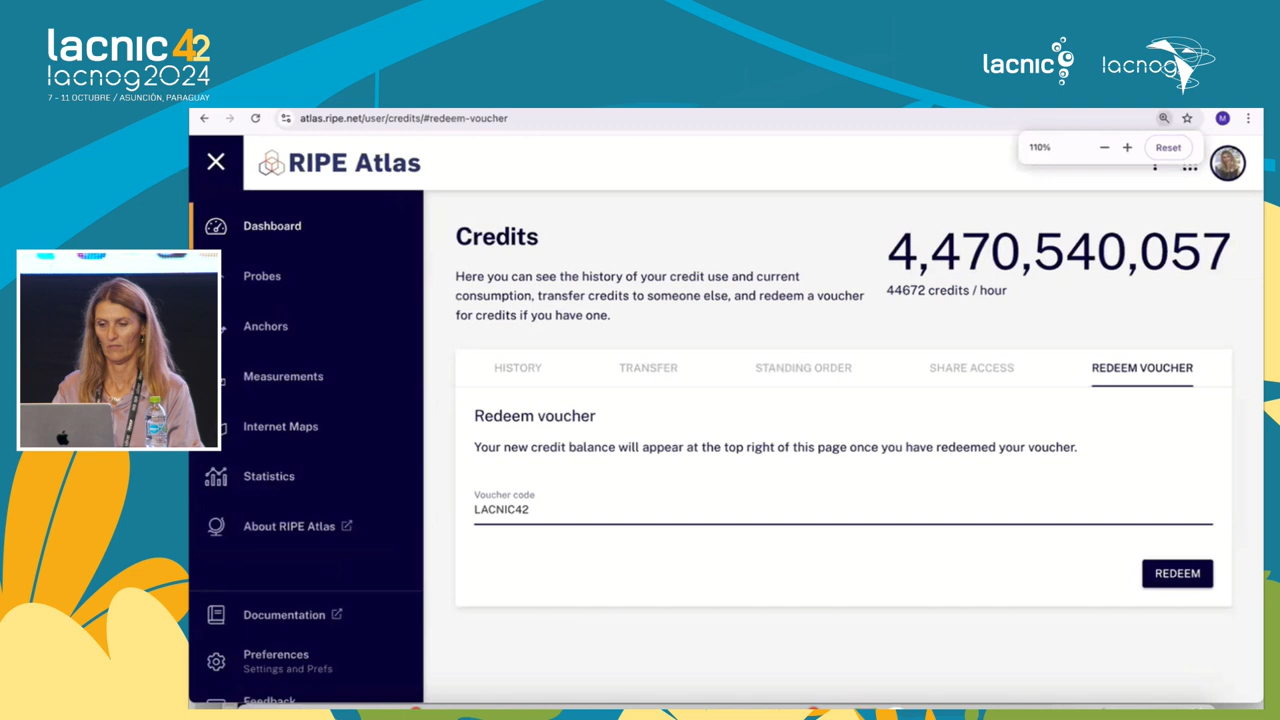 lacnic 42
lacnog2024
7 - 11 OCTUBRE / ASUNCIÓN, PARAGUAY
lacnic
lacnog
atlas.ripe.net/user/credits/#redeem-voucher
M
110%
Reset
RIPE Atlas
Dashboard
Probes
Anchors
Measurements
Internet Maps
Statistics
About RIPE Atlas
Documentation
Preferences
Settings and Prefs
Feedback
Credits
4,470,540,057
44672 credits / hour
Here you can see the history of your credit use and current
consumption, transfer credits to someone else, and redeem a voucher
for credits if you have one.
HISTORY
TRANSFER
STANDING ORDER
SHARE ACCESS
REDEEM VOUCHER
Redeem voucher
Your new credit balance will appear at the top right of this page once you have redeemed your voucher.
Voucher code
LACNIC42
REDEEM